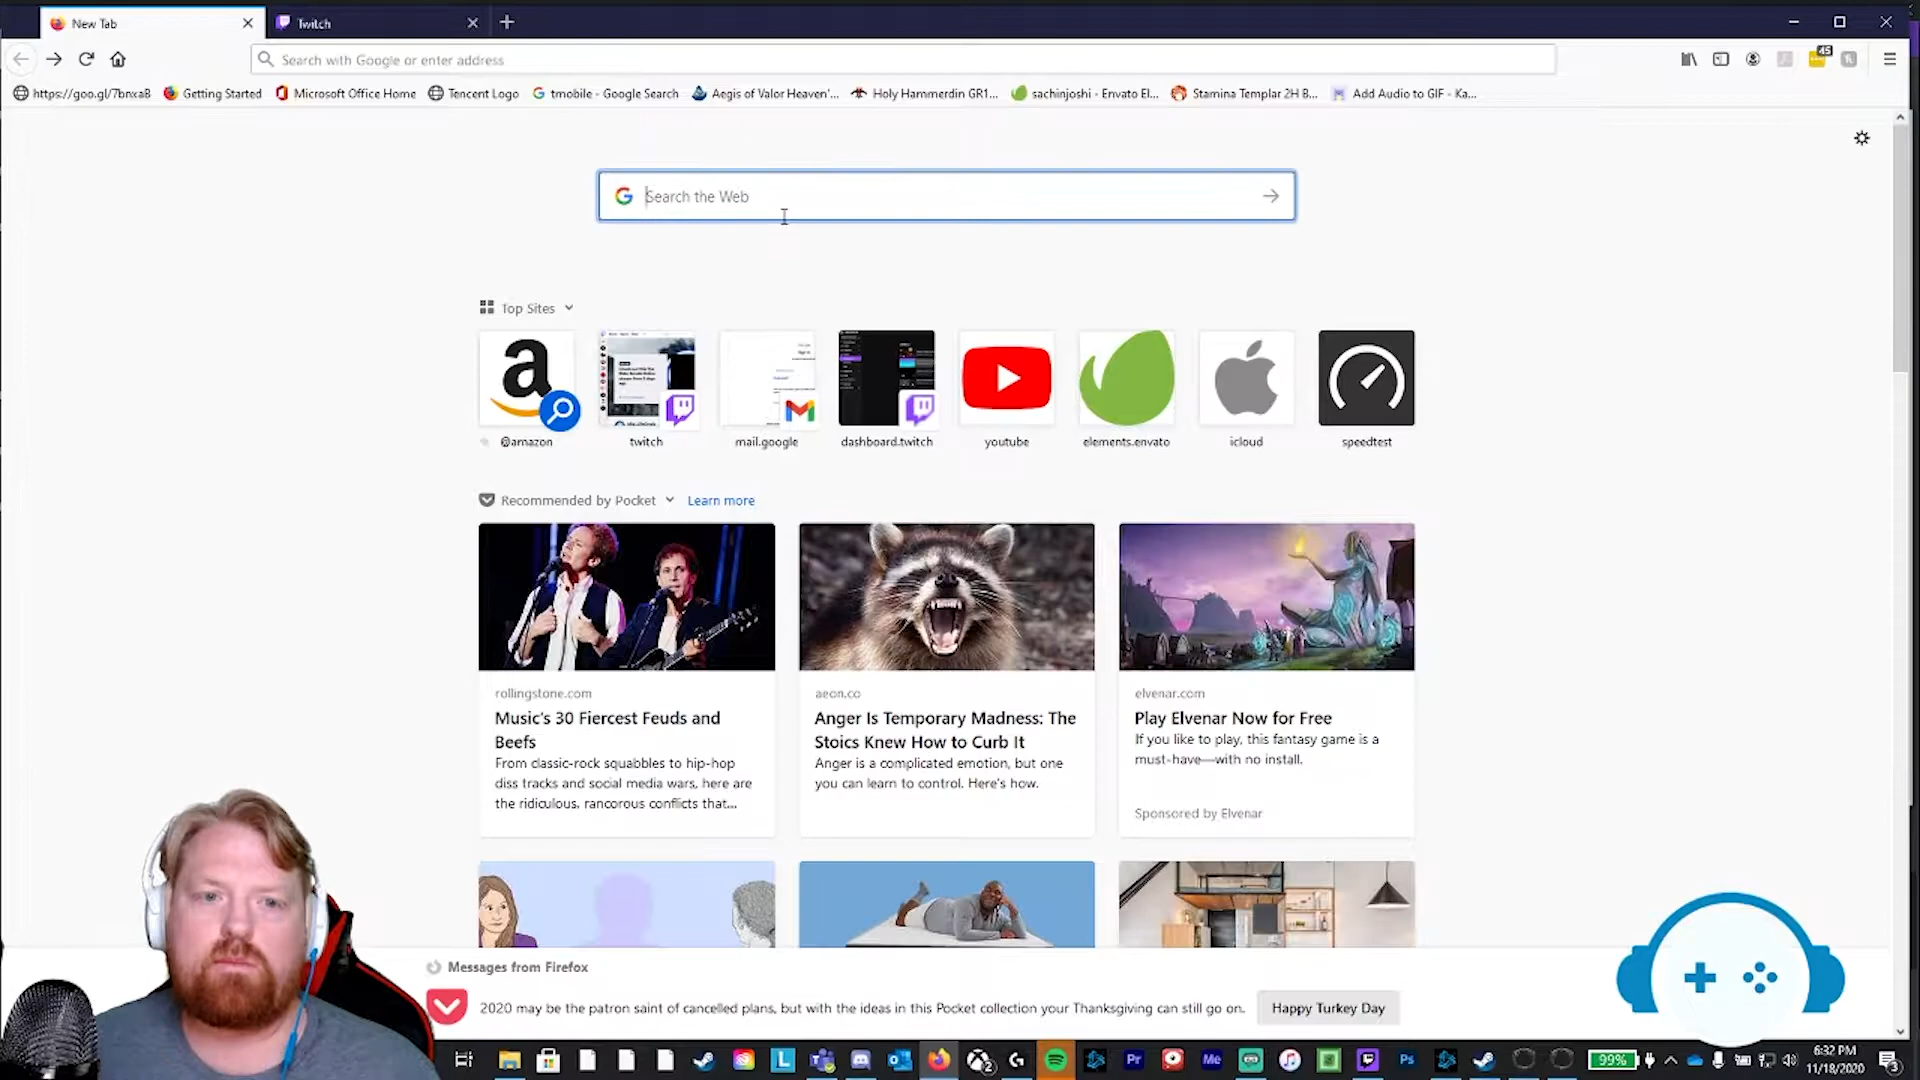 New Tab
Twitch
Search with Google or enter address
45
https://goo.gl/7bnxaB
Getting Started
Microsoft Office Home
Tencent Logo
tmobile - Google Search
Aegis of Valor Heaven'...
Holy Hammerdin GR1...
sachinjoshi - Envato El...
Stamina Templar 2H B...
Add Audio to GIF - Ka...
Search the Web
Top Sites
@amazon
twitch
mail.google
dashboard.twitch
youtube
elements.envato
icloud
speedtest
Recommended by Pocket
Learn more
rollingstone.com
Music's 30 Fiercest Feuds and
Beefs
From classic-rock squabbles to hip-hop
diss tracks and social media wars, here are
the ridiculous, rancorous conflicts that...
aeon.co
Anger Is Temporary Madness: The
Stoics Knew How to Curb It
Anger is a complicated emotion, but one
you can learn to control. Here's how.
elvenar.com
Play Elvenar Now for Free
If you like to play, this fantasy game is a
must-have—with no install.
Sponsored by Elvenar
Messages from Firefox
2020 may be the patron saint of cancelled plans, but with the ideas in this Pocket collection your Thanksgiving can still go on.
Happy Turkey Day
L
2
Pr
Me
Ps
99%
6:32 PM
11/18/2020
3